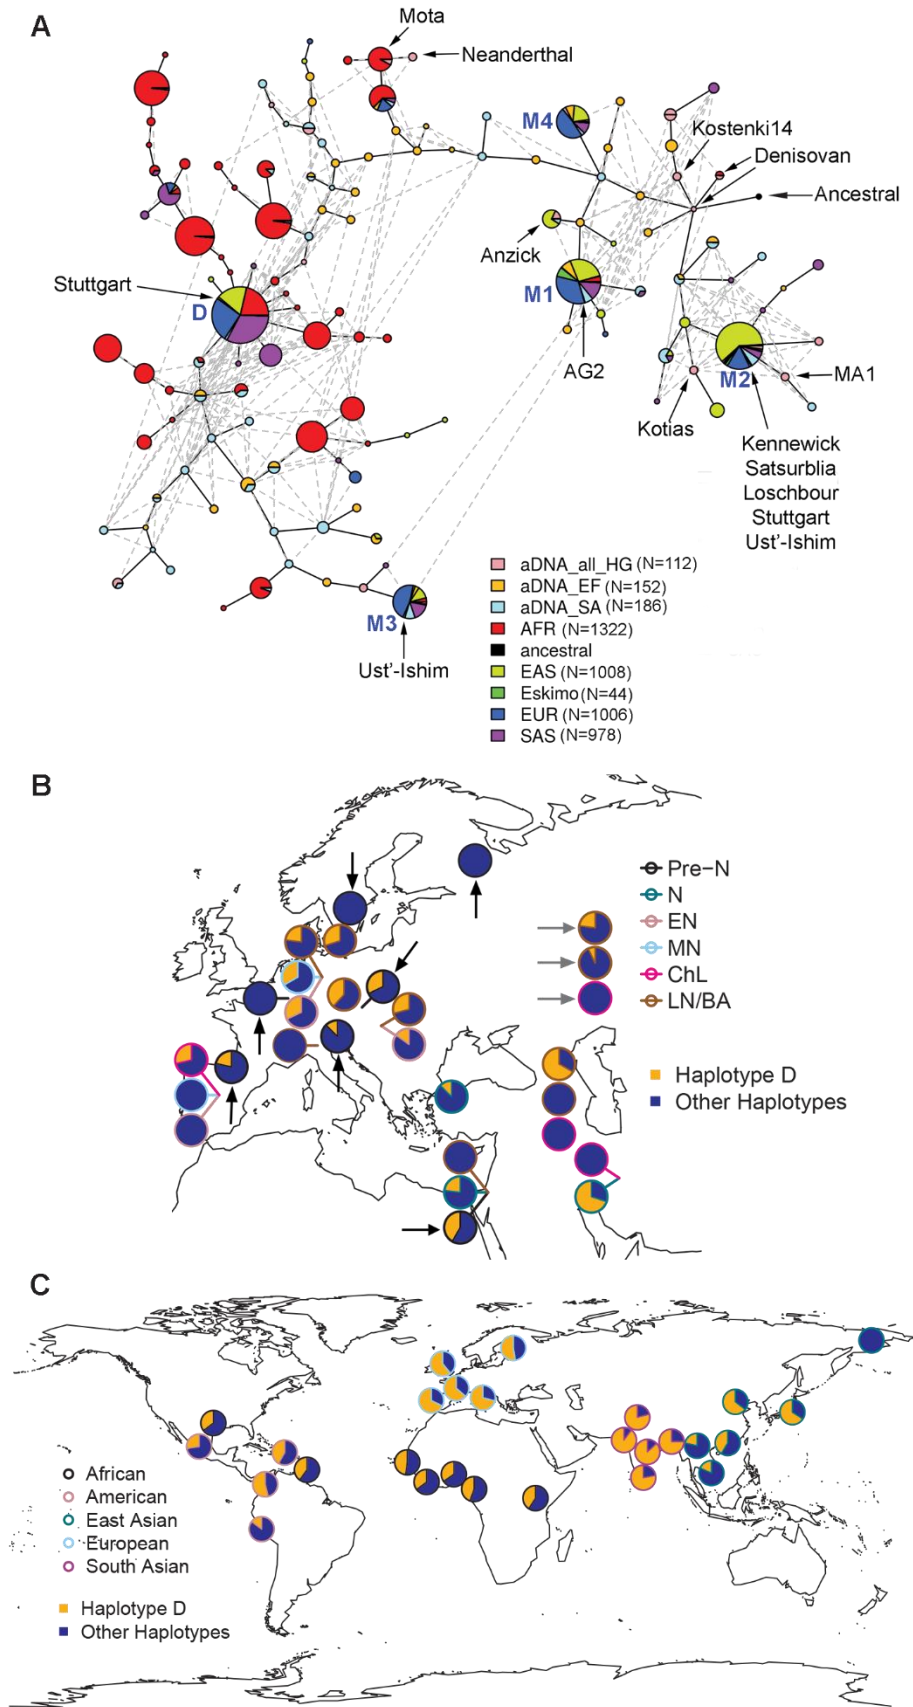 A
Mota
Neanderthal
M4
Kostenki14
Denisovan
Ancestral
Anzick
Stuttgart
D
M1
AG2
M2
MA1
Kotias
Kennewick
Satsurblia
Loschbour
Stuttgart
Ust'-Ishim
M3
Ust'-Ishim
aDNA_all_HG (N=112)
aDNA_EF (N=152)
aDNA_SA (N=186)
AFR (N=1322)
ancestral
EAS (N=1008)
Eskimo (N=44)
EUR (N=1006)
SAS (N=978)
B
Pre-N
N
EN
MN
ChL
LN/BA
Haplotype D
Other Haplotypes
C
African
American
East Asian
European
South Asian
Haplotype D
Other Haplotypes